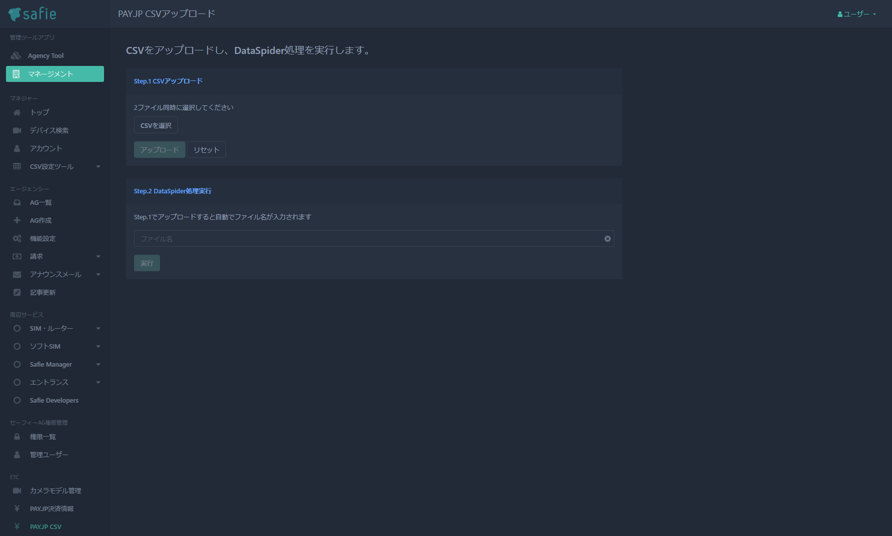 safie
PAYJP CSVアップロード
ユーザー
管理ツールアプリ
Agency Tool
マネージメント
マネジャー
トップ
デバイス検索
アカウント
CSV設定ツール
エージェンシー
AG一覧
AG作成
機能設定
請求
アナウンスメール
記事更新
周辺サービス
SIM・ルーター
ソフトSIM
Safie Manager
エントランス
Safie Developers
セーフィーAG権限管理
権限一覧
管理ユーザー
ETC
カメラモデル管理
PAYJP決済情報
PAYJP CSV
CSVをアップロードし、DataSpider処理を実行します。
Step.1 CSVアップロード
2ファイル同時に選択してください
CSVを選択
アップロード リセット
Step.2 DataSpider処理実行
Step.1でアップロードすると自動でファイル名が入力されます
ファイル名
実行